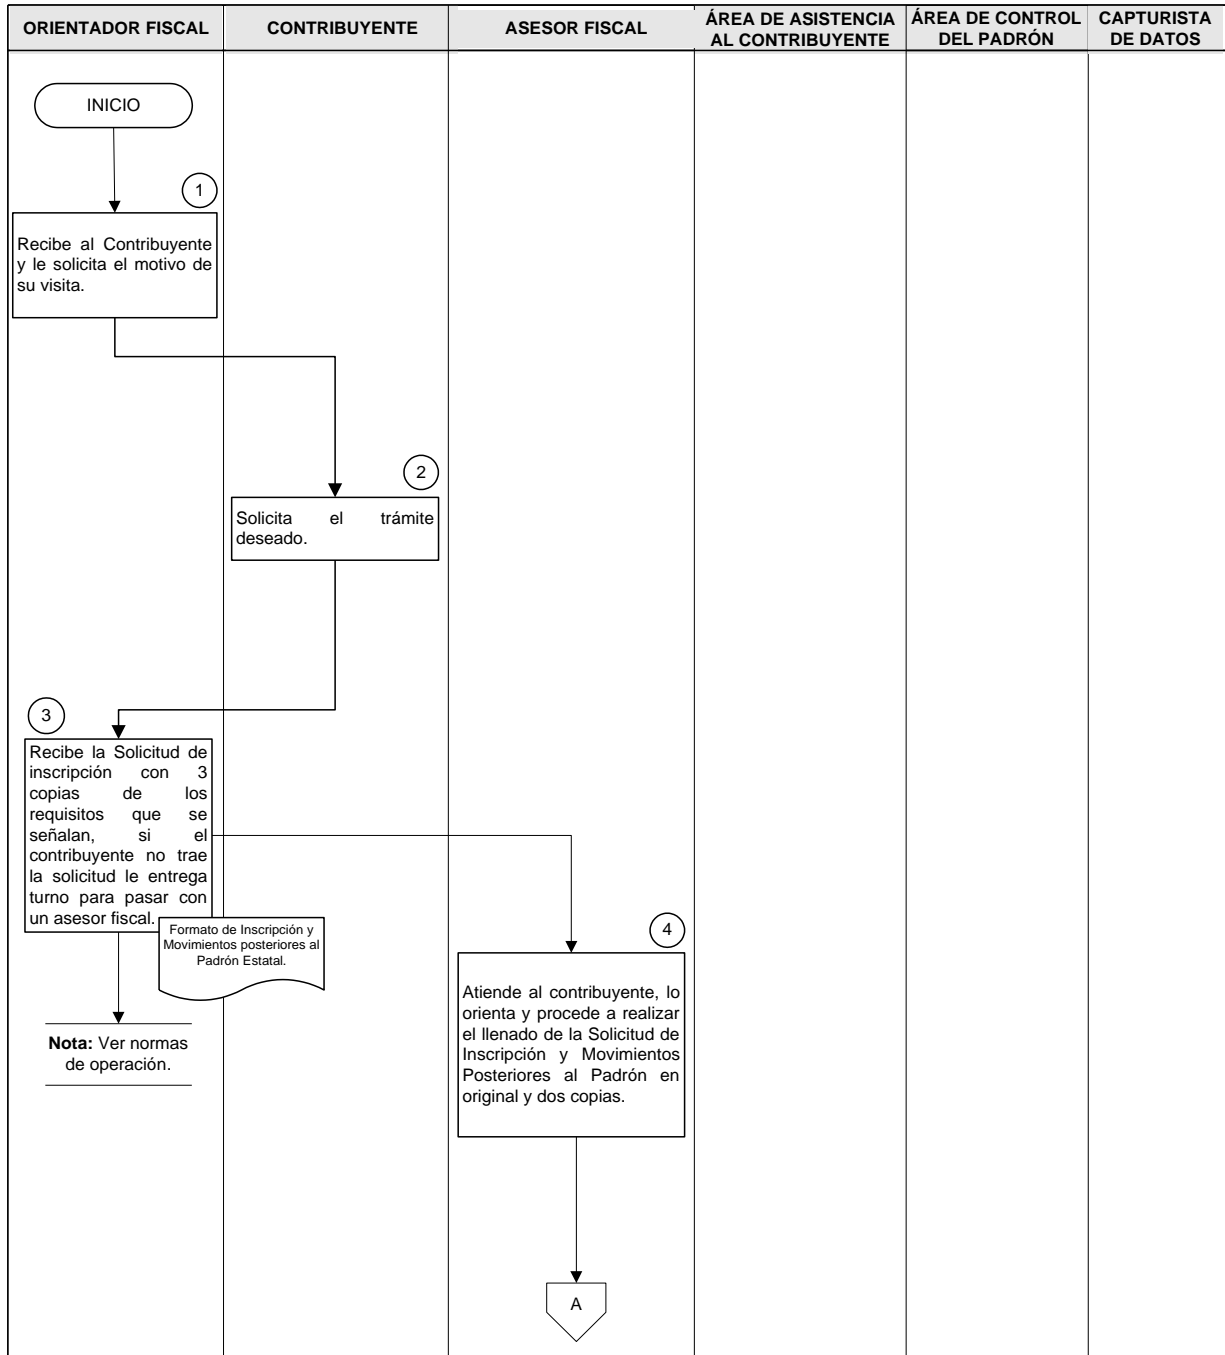 ORIENTADOR FISCAL
CONTRIBUYENTE
ASESOR FISCAL
ÁREA DE ASISTENCIA
AL CONTRIBUYENTE
ÁREA DE CONTROL
DEL PADRÓN
CAPTURISTA
DE DATOS
INICIO
1
Recibe al Contribuyente
y le solicita el motivo de
su visita.
2
Solicita el trámite
deseado.
3
Recibe la Solicitud de
inscripción con 3
copias de los
requisitos que se
señalan, si el
contribuyente no trae
la solicitud le entrega
turno para pasar con
un asesor fiscal.
Formato de Inscripción y
Movimientos posteriores al
Padrón Estatal.
Nota: Ver normas
de operación.
4
Atiende al contribuyente, lo
orienta y procede a realizar
el llenado de la Solicitud de
Inscripción y Movimientos
Posteriores al Padrón en
original y dos copias.
A